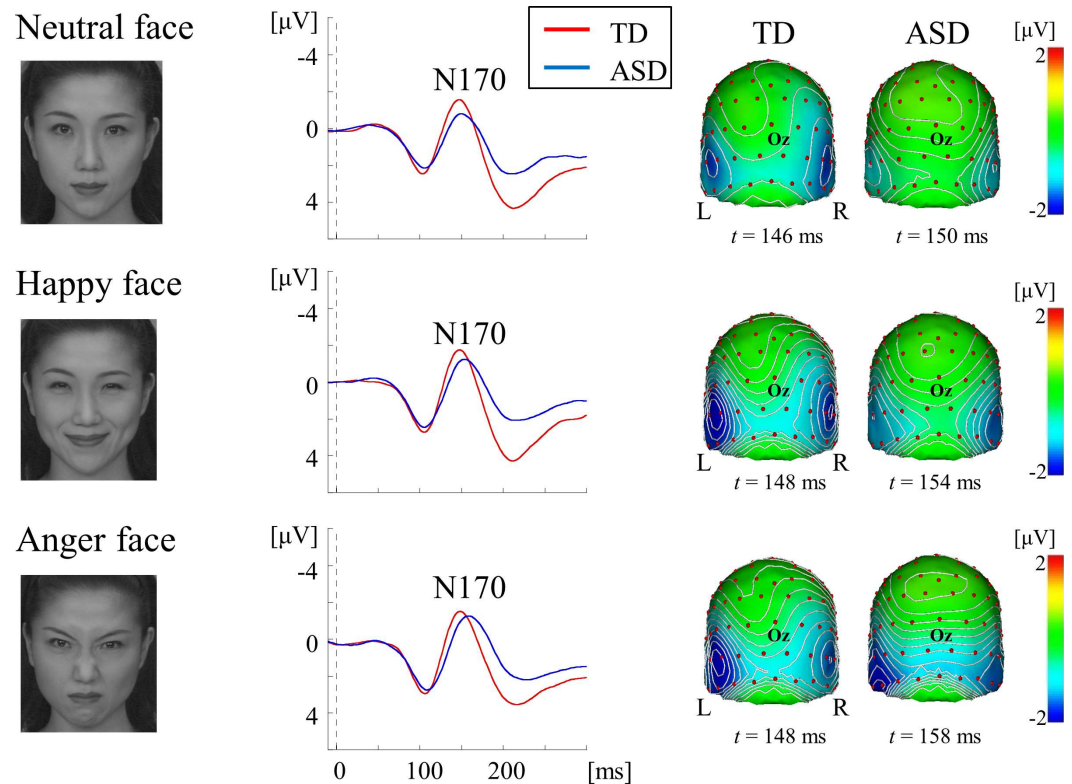 Neutral face
[µV]
-4
0
4
N170
TD
ASD
TD
ASD
[µV]
2
-2
Oz
Oz
L
R
t = 146 ms
t = 150 ms
Happy face
[µV]
-4
0
4
N170
[µV]
2
-2
Oz
Oz
L
R
t = 148 ms
t = 154 ms
Anger face
[µV]
-4
0
4
N170
0
100
200
[ms]
[µV]
2
-2
Oz
Oz
L
R
t = 148 ms
t = 158 ms